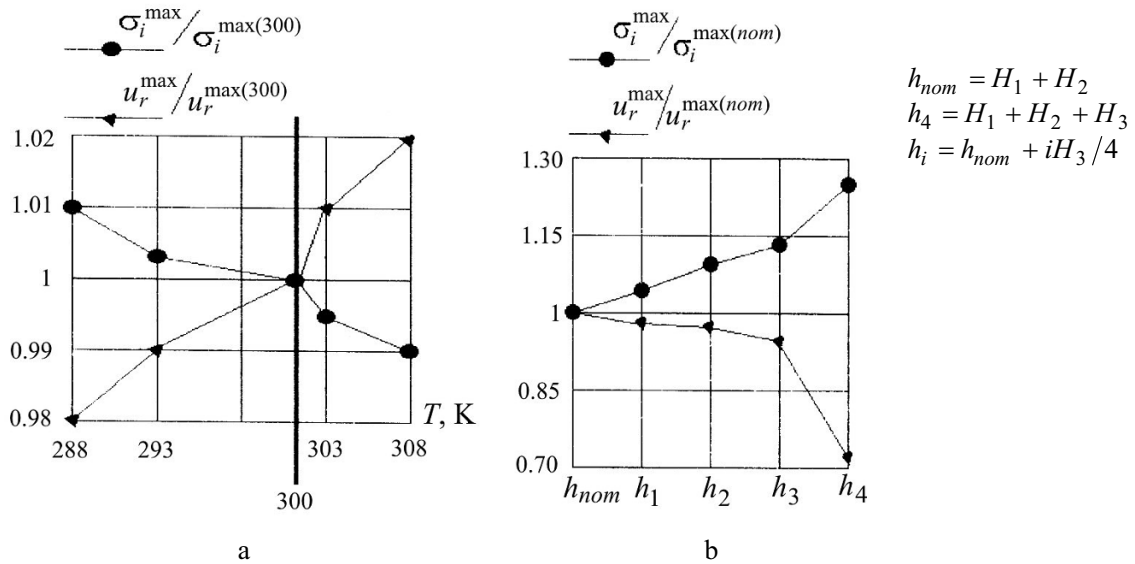 σ_i^max/σ_i^max(300)
u_r^max/u_r^max(300)
1.02
1.01
1
0.99
0.98
288 293 303 308
T, K
300
a
σ_i^max/σ_i^max(nom)
u_r^max/u_r^max(nom)
1.30
1.15
1
0.85
0.70
h_nom h_1 h_2 h_3 h_4
b
h_nom = H_1 + H_2
h_4 = H_1 + H_2 + H_3
h_i = h_nom + iH_3/4